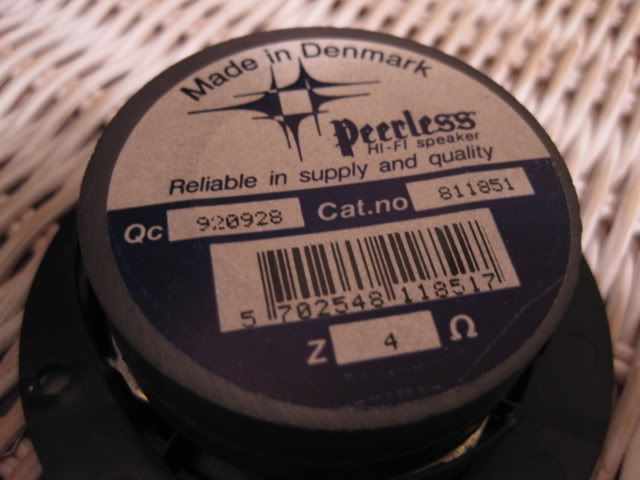 Made in Denmark
Peerless
HI-FI speaker
Reliable in supply and quality
Qc 920928 Cat.no 811851
5 702548 118517
Z 4 Ω